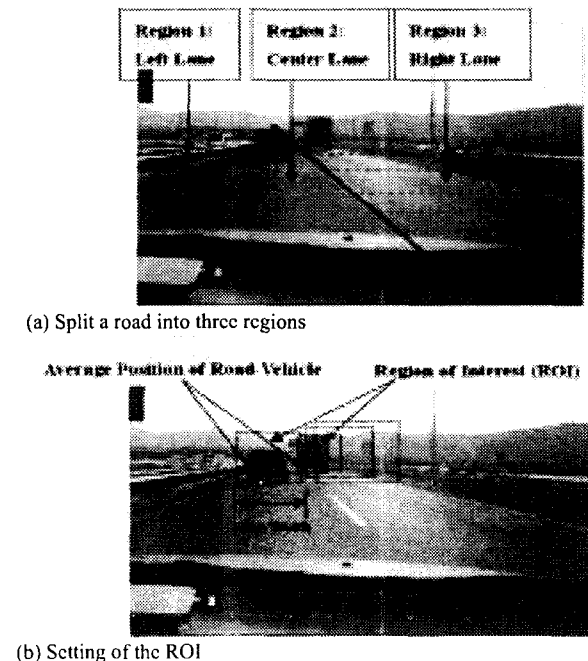 Region 1:
Left Lane
Region 2:
Center Lane
Region 3:
Right Lane
(a) Split a road into three regions
Average Position of Road Vehicle
Region of Interest (ROI)
(b) Setting of the ROI